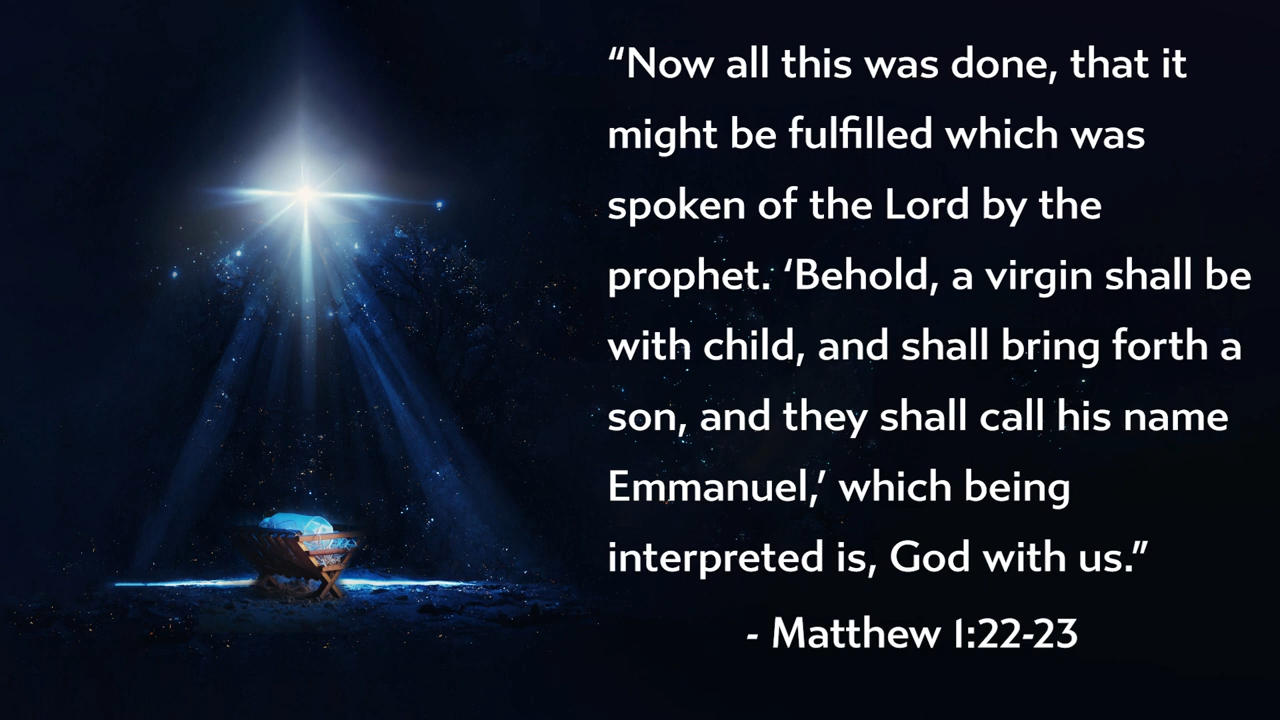 “Now all this was done, that it
might be fulfilled which was
spoken of the Lord by the
prophet. ‘Behold, a virgin shall be
with child, and shall bring forth a
son, and they shall call his name
Emmanuel,’ which being
interpreted is, God with us.”
- Matthew 1:22-23